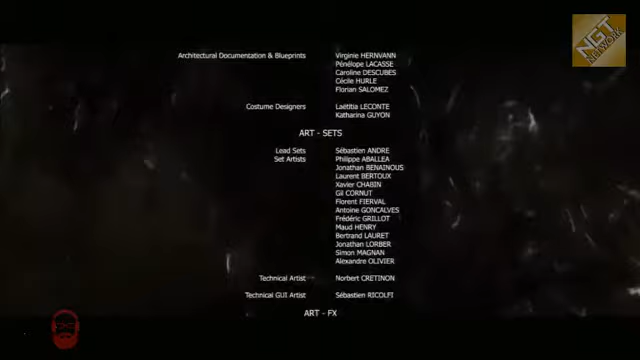 NGT
NETWORK
Architectural Documentation & Blueprints Virginie HERNVANN
Pénélope LACASSE
Caroline DESCUBES
Cécile HURLE
Florian SALOMEZ
Costume Designers Laëtitia LECONTE
Katharina GUYON
ART - SETS
Lead Sets Sébastien ANDRE
Set Artists Philippe ABALLEA
Jonathan BENAINOUS
Laurent BERTOUX
Xavier CHABIN
Gil CORNUT
Florent FIERVAL
Antoine GONCALVES
Frédéric GRILLOT
Maud HENRY
Bertrand LAURET
Jonathan LORBER
Simon MAGNAN
Alexandre OLIVIER
Technical Artist Norbert CRETINON
Technical GUI Artist Sébastien RICOLFI
ART - FX